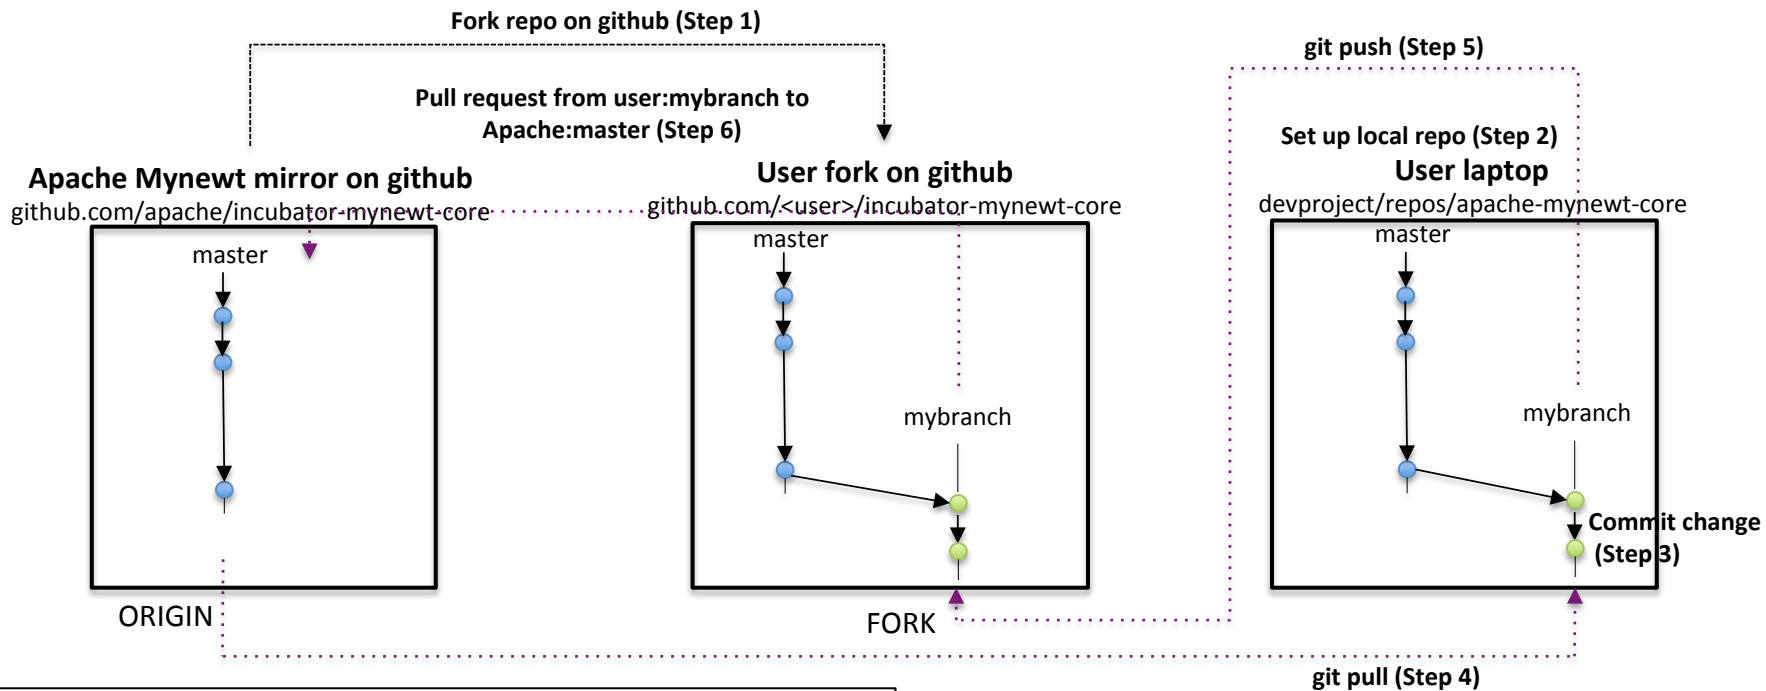 Fork repo on github (Step 1)
git push (Step 5)
Pull request from user:mybranch to
Apache:master (Step 6)
Set up local repo (Step 2)
Apache Mynewt mirror on github
github.com/apache/incubator-mynewt-core
User fork on github
github.com/<user>/incubator-mynewt-core
User laptop
devproject/repos/apache-mynewt-core
master
master
master
mybranch
mybranch
Commit change
(Step 3)
ORIGIN
FORK
git pull (Step 4)